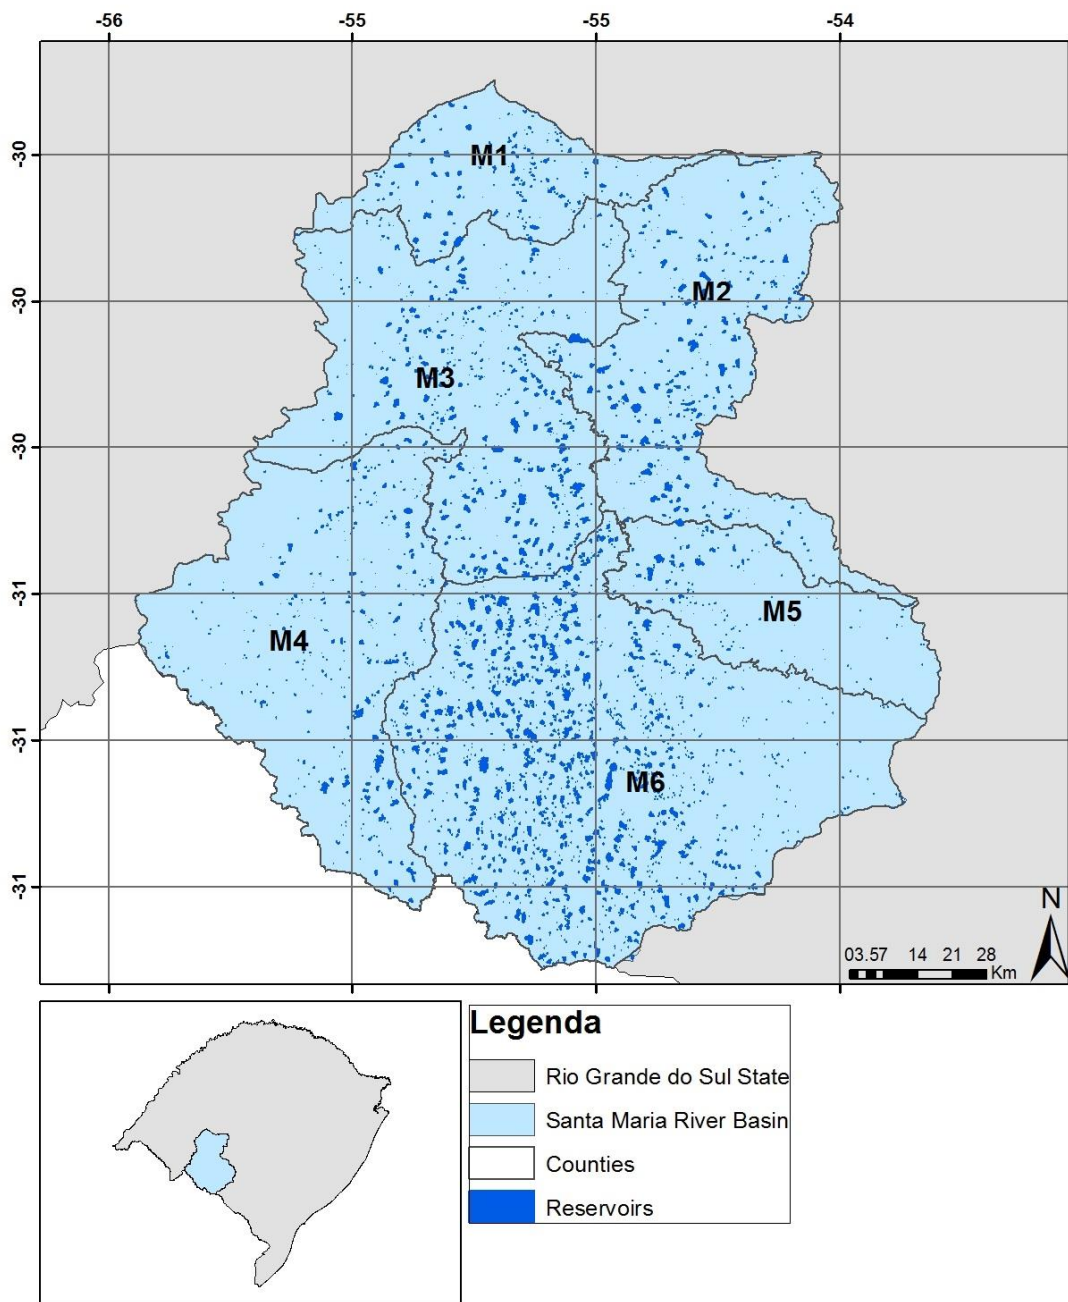 -56 -55 -55 -54
-30
M1
-30
M2
M3
-30
-31
M5
M4
-31
M6
-31
N
03.57 14 21 28
Km
Legenda
Rio Grande do Sul State
Santa Maria River Basin
Counties
Reservoirs